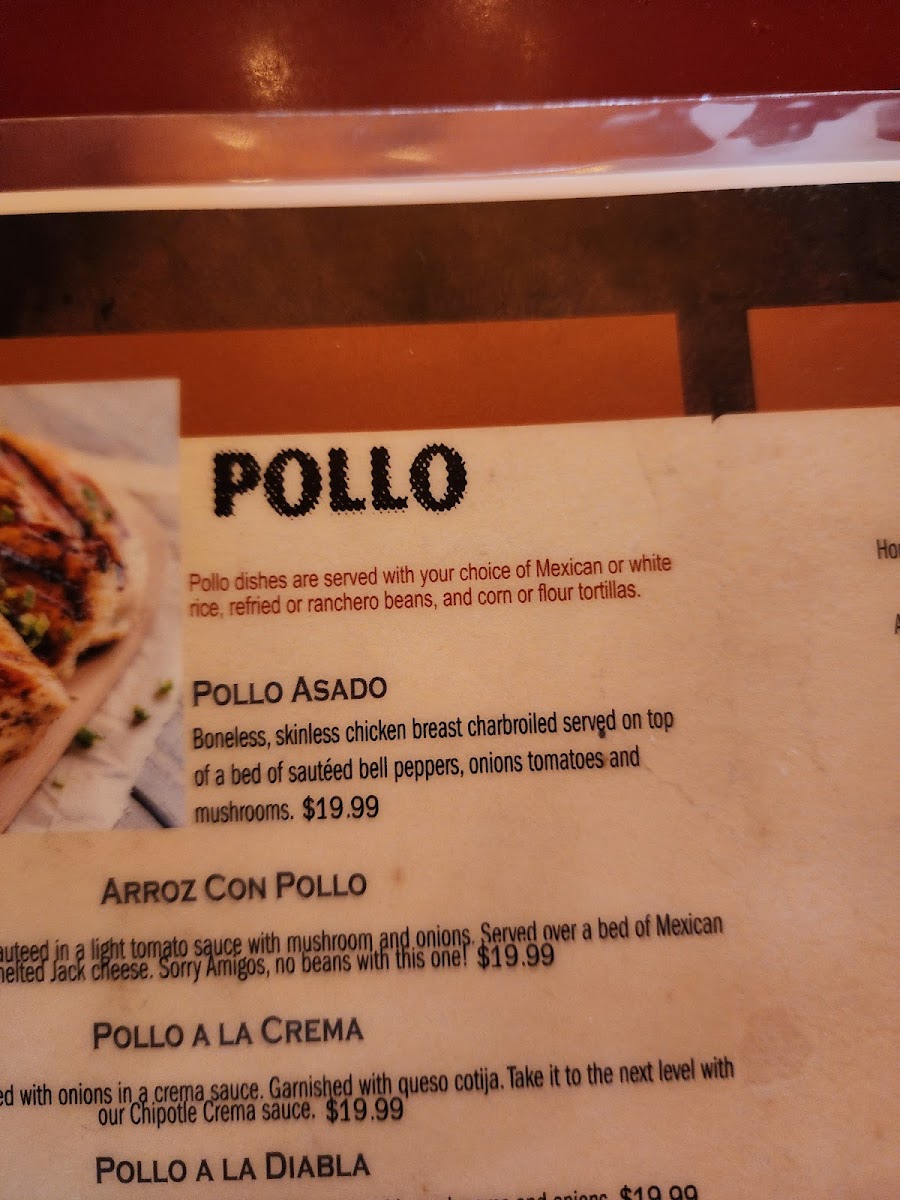 POLLO
Pollo dishes are served with your choice of Mexican or white
rice, refried or ranchero beans, and corn or flour tortillas.
POLLO ASADO
Boneless, skinless chicken breast charbroiled served on top
of a bed of sautéed bell peppers, onions tomatoes and
mushrooms. $19.99
ARROZ CON POLLO
in a light tomato sauce with mushroom and onions. Served over a bed of Mexican
Jack cheese. Sorry Amigos, no beans with this one! $19.99
POLLO A LA CREMA
with onions in a crema sauce. Garnished with queso cotija. Take it to the next level with
our Chipotle Crema sauce. $19.99
POLLO A LA DIABLA
and onions. $19.99